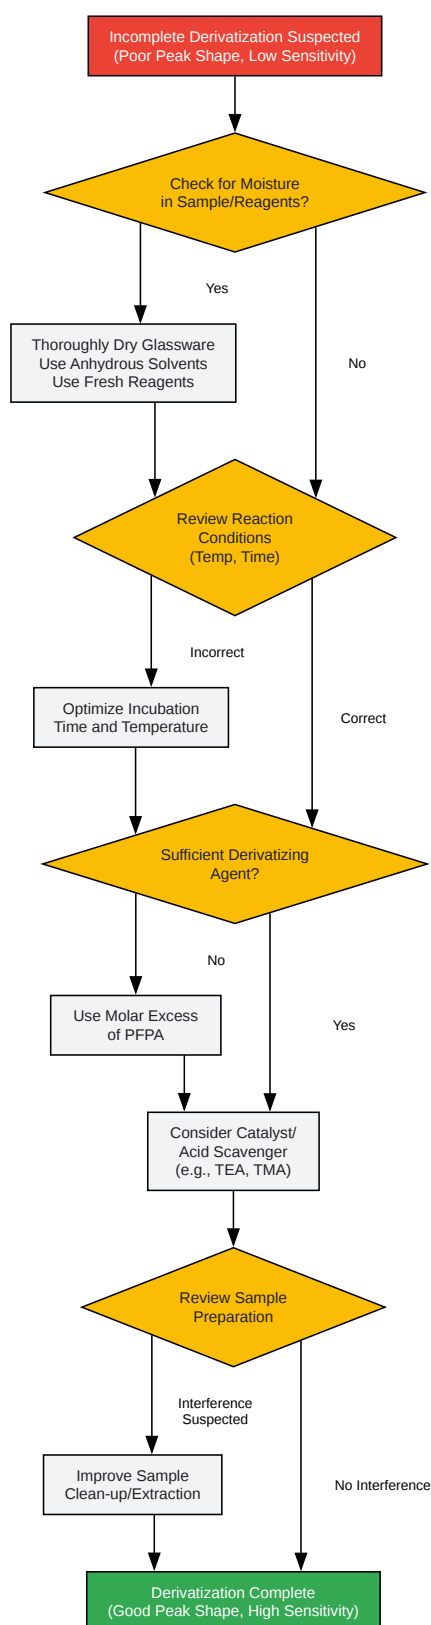 Incomplete Derivatization Suspected
(Poor Peak Shape, Low Sensitivity)
Check for Moisture
in Sample/Reagents?
Yes
Thoroughly Dry Glassware
Use Anhydrous Solvents
Use Fresh Reagents
No
Review Reaction
Conditions
(Temp, Time)
Incorrect
Optimize Incubation
Time and Temperature
Correct
Sufficient Derivatizing
Agent?
No
Use Molar Excess
of PFPA
Yes
Consider Catalyst/
Acid Scavenger
(e.g., TEA, TMA)
Review Sample
Preparation
Interference
Suspected
Improve Sample
Clean-up/Extraction
No Interference
Derivatization Complete
(Good Peak Shape, High Sensitivity)